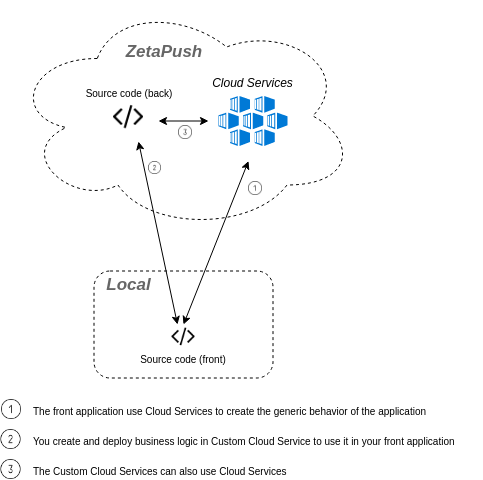 ZetaPush
Cloud Services
Source code (back)
</>
3
2
1
Local
</>
Source code (front)
1 The front application use Cloud Services to create the generic behavior of the application
2 You create and deploy business logic in Custom Cloud Service to use it in your front application
3 The Custom Cloud Services can also use Cloud Services